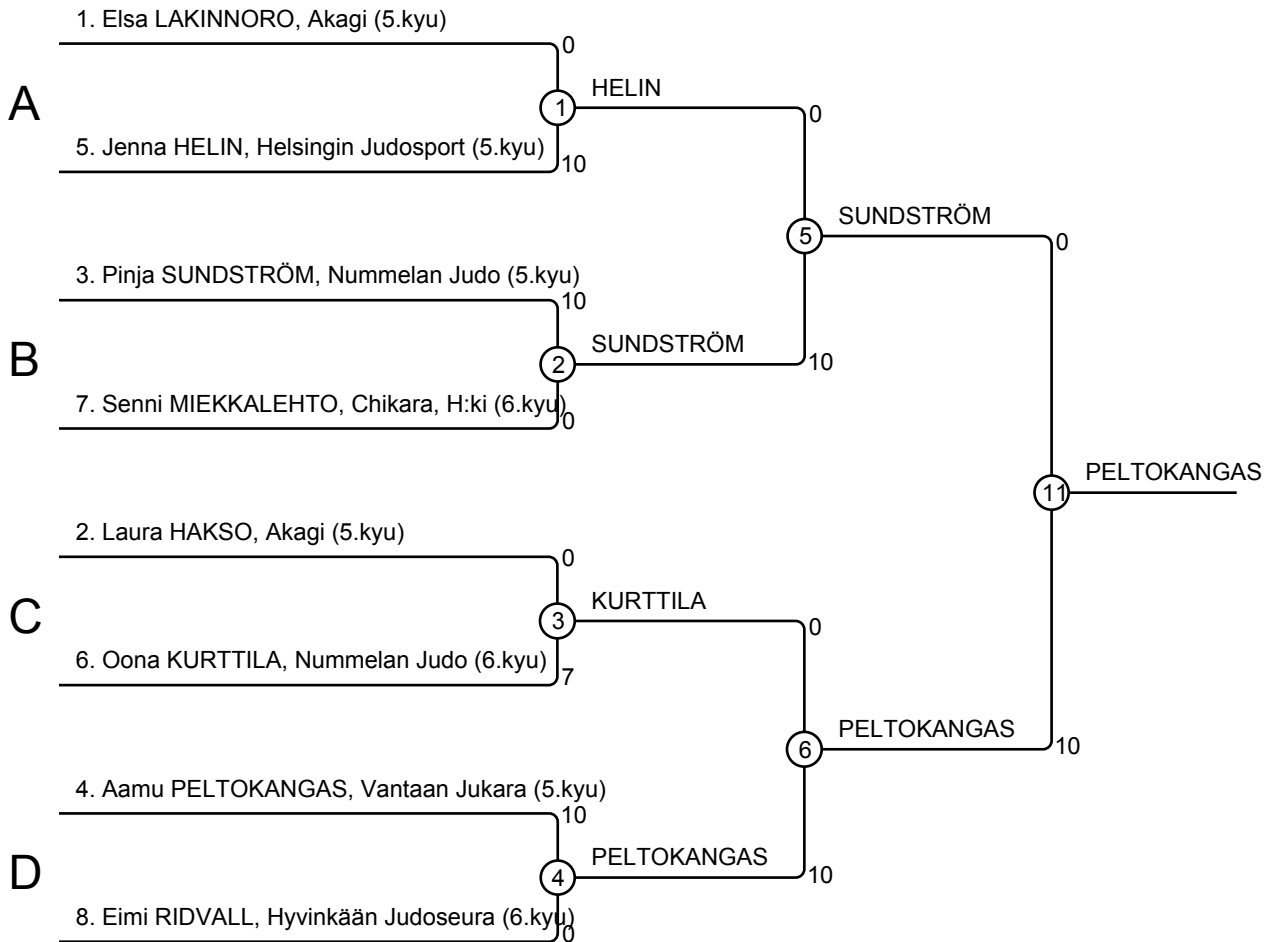 1. Elsa LAKINNORO, Akagi (5.kyu)
0
HELIN
A
1
0
5. Jenna HELIN, Helsingin Judosport (5.kyu)
10
SUNDSTRÖM
5
0
3. Pinja SUNDSTRÖM, Nummelan Judo (5.kyu)
10
SUNDSTRÖM
B
2
10
7. Senni MIEKKALEHTO, Chikara, H:ki (6.kyu)
0
PELTOKANGAS
11
2. Laura HAKSO, Akagi (5.kyu)
0
KURTTILA
C
3
0
6. Oona KURTTILA, Nummelan Judo (6.kyu)
7
PELTOKANGAS
6
10
4. Aamu PELTOKANGAS, Vantaan Jukara (5.kyu)
10
PELTOKANGAS
D
4
10
8. Eimi RIDVALL, Hyvinkään Judoseura (6.kyu)
0